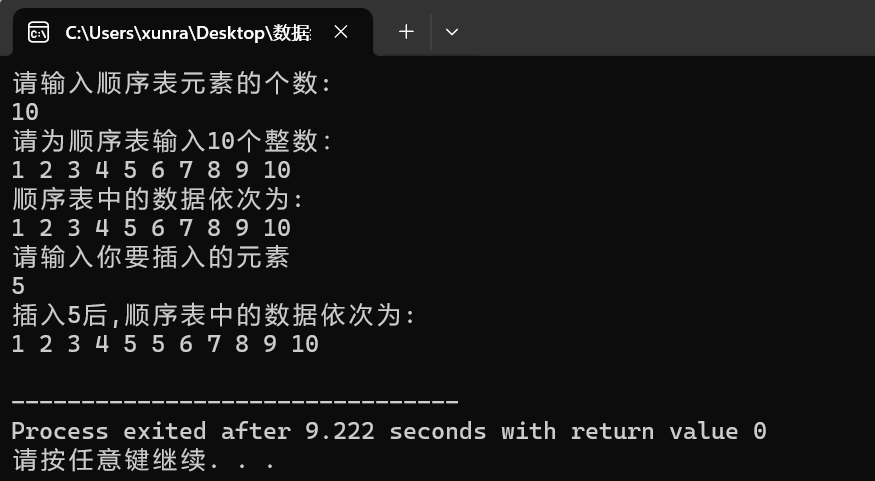 C:\Users\xunra\Desktop\数据
请输入顺序表元素的个数:
10
请为顺序表输入10个整数:
1 2 3 4 5 6 7 8 9 10
顺序表中的数据依次为:
1 2 3 4 5 6 7 8 9 10
请输入你要插入的元素
5
插入5后,顺序表中的数据依次为:
1 2 3 4 5 5 6 7 8 9 10
--------------------------------
Process exited after 9.222 seconds with return value 0
请按任意键继续. . .